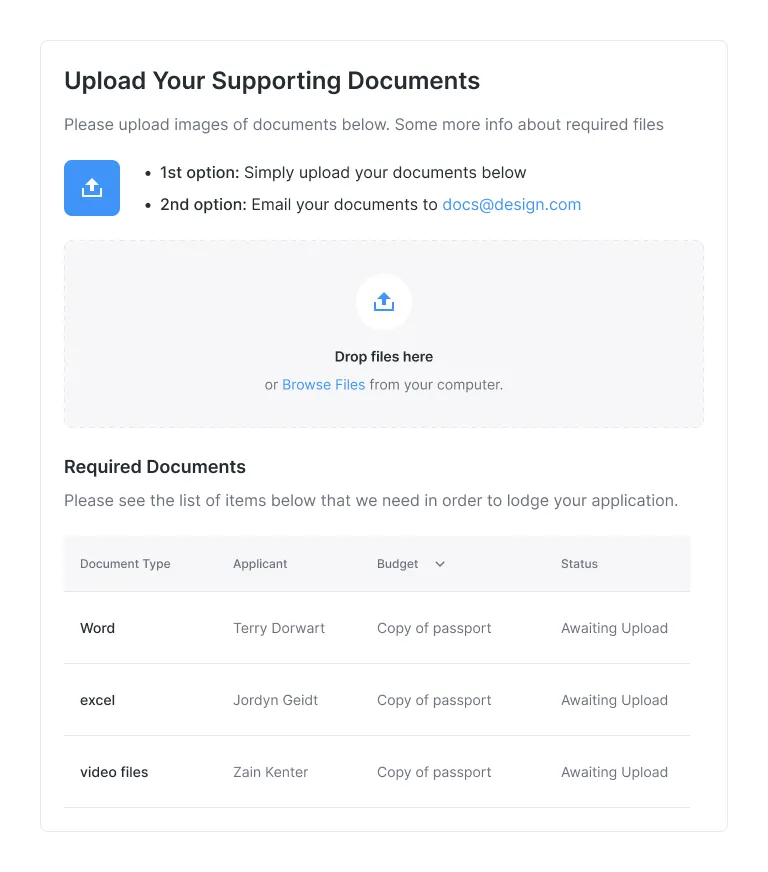 Upload Your Supporting Documents
Please upload images of documents below. Some more info about required files
• 1st option: Simply upload your documents below
• 2nd option: Email your documents to docs@design.com
Drop files here
or Browse Files from your computer.
Required Documents
Please see the list of items below that we need in order to lodge your application.
Document Type Applicant Budget Status
Word Terry Dorwart Copy of passport Awaiting Upload
excel Jordyn Geidt Copy of passport Awaiting Upload
video files Zain Kenter Copy of passport Awaiting Upload